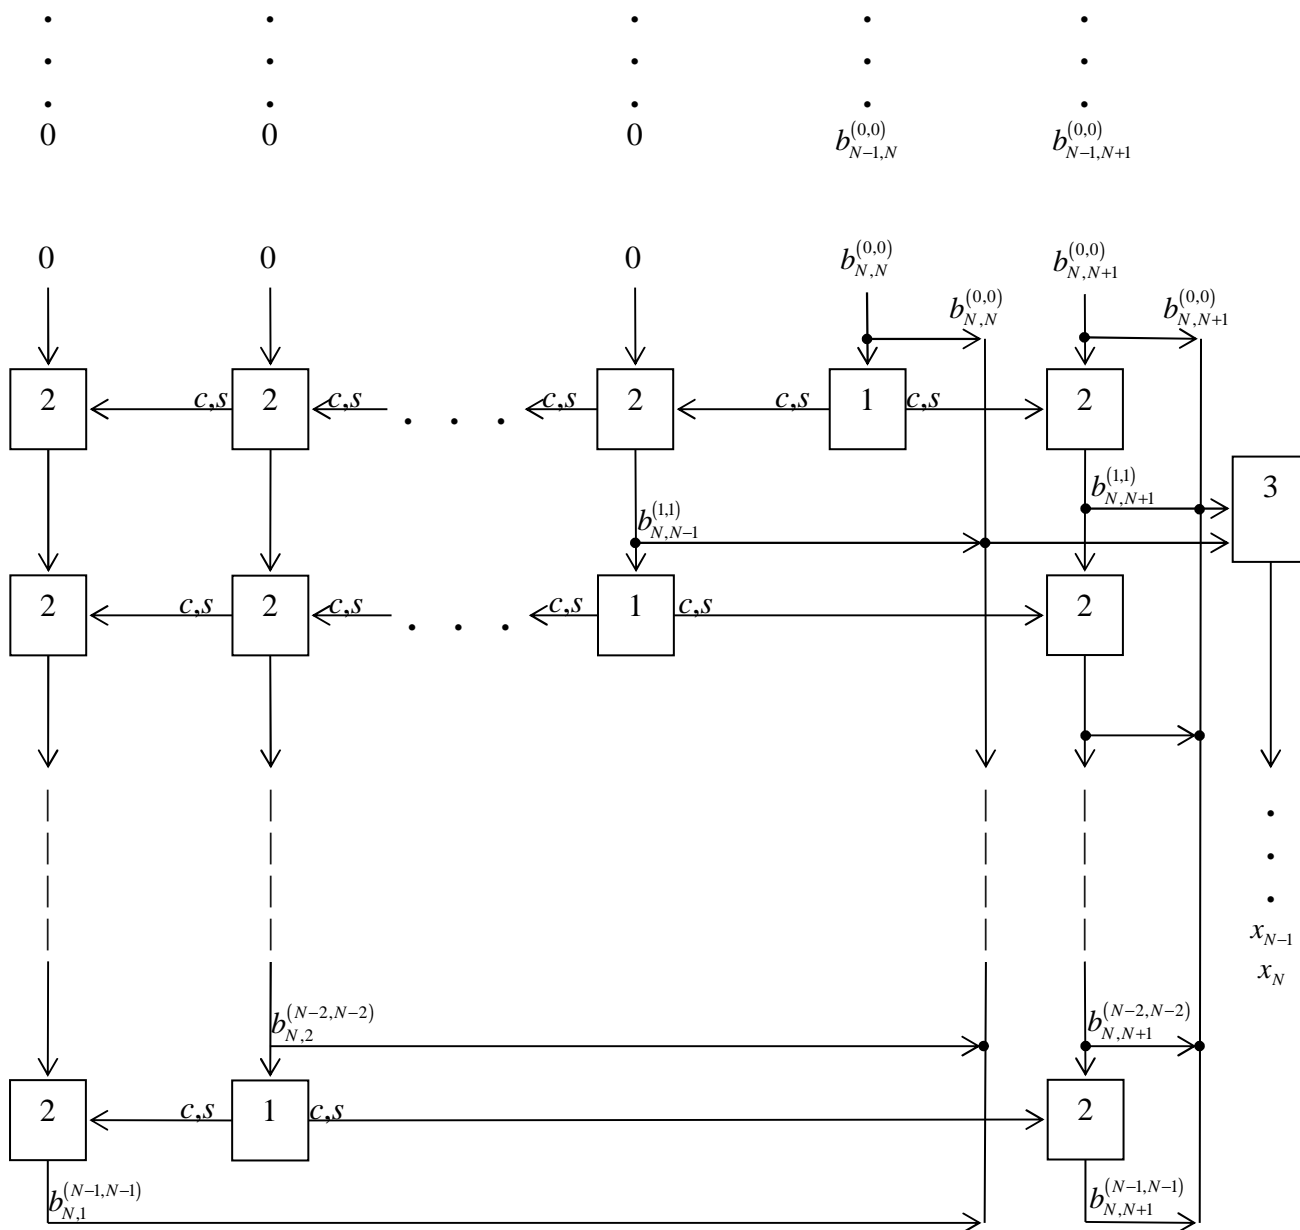 0 0 0 b_{N-1,N}^{(0,0)} b_{N-1,N+1}^{(0,0)}
0 0 0 b_{N,N}^{(0,0)} b_{N,N+1}^{(0,0)}
b_{N,N}^{(0,0)} b_{N,N+1}^{(0,0)}
2 c,s 2 c,s . . . c,s 2 c,s 1 c,s 2
b_{N,N-1}^{(1,1)} b_{N,N+1}^{(1,1)} 3
2 c,s 2 c,s . . . c,s 1 c,s 2
x_{N-1}
x_N
b_{N,2}^{(N-2,N-2)} b_{N,N+1}^{(N-2,N-2)}
2 c,s 1 c,s 2
b_{N,1}^{(N-1,N-1)} b_{N,N+1}^{(N-1,N-1)}